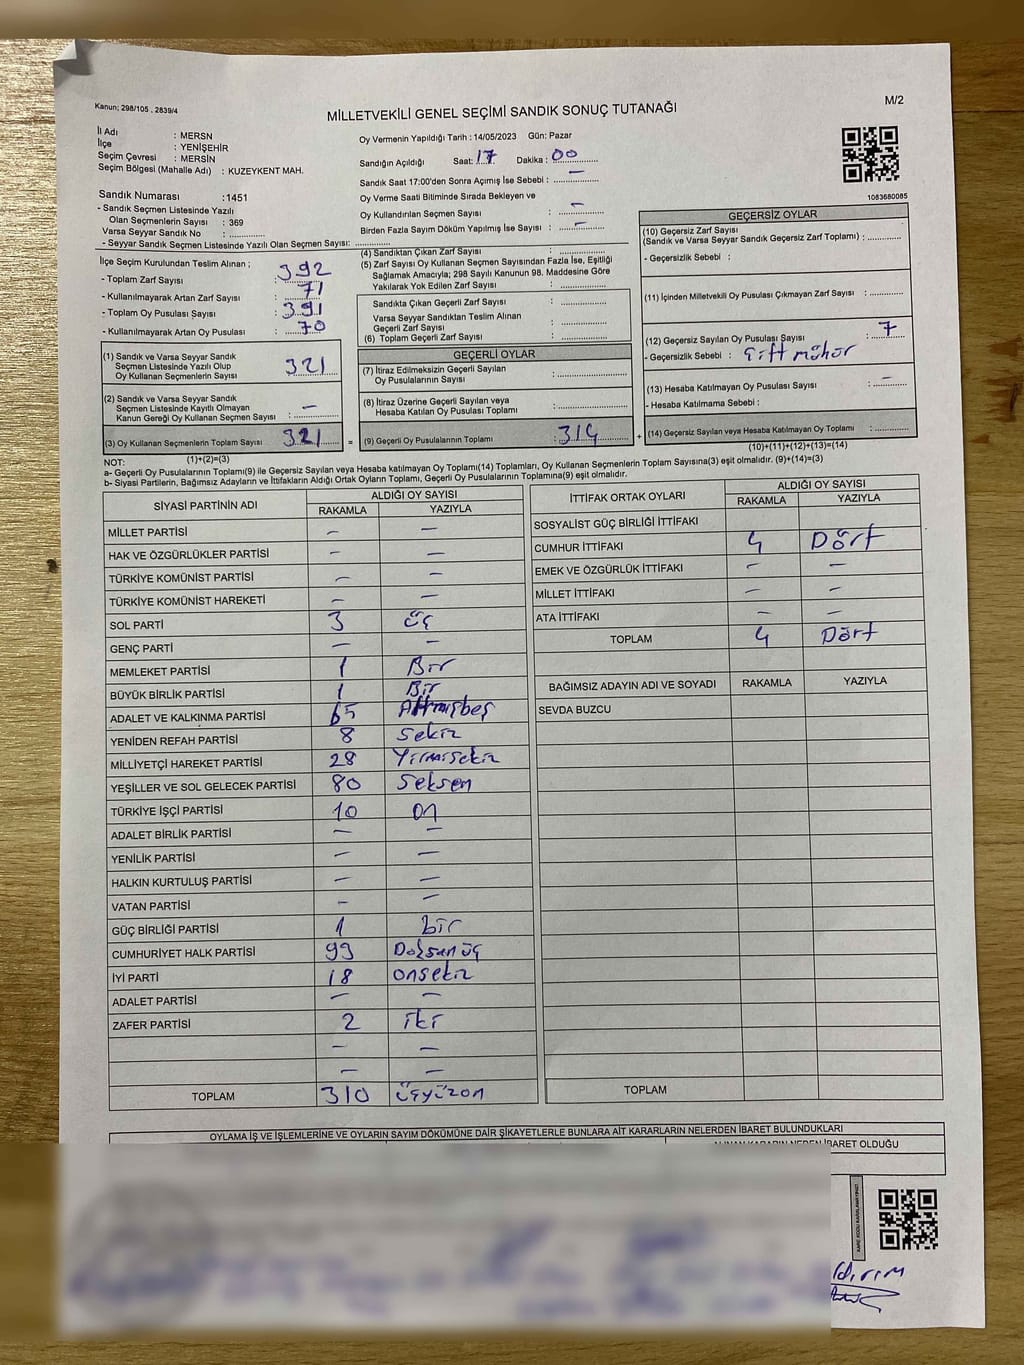 Kanun; 298/105 , 2839/4
MİLLETVEKİLİ GENEL SEÇİMİ SANDIK SONUÇ TUTANAĞI
M/2
İl Adı : MERSN
İlçe : YENİŞEHİR
Seçim Çevresi : MERSİN
Seçim Bölgesi (Mahalle Adı) : KUZEYKENT MAH.
Sandık Numarası :1451
- Sandık Seçmen Listesinde Yazılı
Olan Seçmenlerin Sayısı : 369
Varsa Seyyar Sandık No :
- Seyyar Sandık Seçmen Listesinde Yazılı Olan Seçmen Sayısı:
Oy Vermenin Yapıldığı Tarih : 14/05/2023 Gün: Pazar
Sandığın Açıldığı Saat: 17 Dakika : 00
Sandık Saat 17:00'den Sonra Açımış İse Sebebi : —
Oy Verme Saati Bitiminde Sırada Bekleyen ve
Oy Kullandırılan Seçmen Sayısı : —
Birden Fazla Sayım Döküm Yapılmış İse Sayısı : —
1083680085
İlçe Seçim Kurulundan Teslim Alınan ;
- Toplam Zarf Sayısı : 392
- Kullanılmayarak Artan Zarf Sayısı : 71
- Toplam Oy Pusulası Sayısı : 391
- Kullanılmayarak Artan Oy Pusulası : 70
(1) Sandık ve Varsa Seyyar Sandık
Seçmen Listesinde Yazılı Olup
Oy Kullanan Seçmenlerin Sayısı : 321
(2) Sandık ve Varsa Seyyar Sandık
Seçmen Listesinde Kayıtlı Olmayan
Kanun Gereği Oy Kullanan Seçmen Sayısı : —
(3) Oy Kullanan Seçmenlerin Toplam Sayısı : 321 =
(1)+(2)=(3)
(4) Sandıktan Çıkan Zarf Sayısı :
(5) Zarf Sayısı Oy Kullanan Seçmen Sayısından Fazla İse, Eşitliği
Sağlamak Amacıyla; 298 Sayılı Kanunun 98. Maddesine Göre
Yakılarak Yok Edilen Zarf Sayısı :
Sandıkta Çıkan Geçerli Zarf Sayısı :
Varsa Seyyar Sandıktan Teslim Alınan
Geçerli Zarf Sayısı :
(6) Toplam Geçerli Zarf Sayısı :
GEÇERLİ OYLAR
(7) İtiraz Edilmeksizin Geçerli Sayılan
Oy Pusulalarının Sayısı :
(8) İtiraz Üzerine Geçerli Sayılan veya
Hesaba Katılan Oy Pusulası Toplamı :
(9) Geçerli Oy Pusulalarının Toplamı : 314 +
GEÇERSİZ OYLAR
(10) Geçersiz Zarf Sayısı
(Sandık ve Varsa Seyyar Sandık Geçersiz Zarf Toplamı) :
- Geçersizlik Sebebi :
(11) İçinden Milletvekili Oy Pusulası Çıkmayan Zarf Sayısı :
(12) Geçersiz Sayılan Oy Pusulası Sayısı : 7
- Geçersizlik Sebebi : Çift mühür
(13) Hesaba Katılmayan Oy Pusulası Sayısı : —
- Hesaba Katılmama Sebebi :
(14) Geçersiz Sayılan veya Hesaba Katılmayan Oy Toplamı :
(10)+(11)+(12)+(13)=(14)
NOT:
a- Geçerli Oy Pusulalarının Toplamı(9) ile Geçersiz Sayılan veya Hesaba katılmayan Oy Toplamı(14) Toplamları, Oy Kullanan Seçmenlerin Toplam Sayısına(3) eşit olmalıdır. (9)+(14)=(3)
b- Siyasi Partilerin, Bağımsız Adayların ve İttifakların Aldığı Ortak Oyların Toplamı, Geçerli Oy Pusulalarının Toplamına(9) eşit olmalıdır.
SİYASİ PARTİNİN ADI ALDIĞI OY SAYISI
RAKAMLA YAZIYLA
MİLLET PARTİSİ — —
HAK VE ÖZGÜRLÜKLER PARTİSİ — —
TÜRKİYE KOMÜNİST PARTİSİ — —
TÜRKİYE KOMÜNİST HAREKETİ — —
SOL PARTİ 3 üç
GENÇ PARTİ — —
MEMLEKET PARTİSİ 1 Bir
BÜYÜK BİRLİK PARTİSİ 1 Bir
ADALET VE KALKINMA PARTİSİ 65 Altmışbeş
YENİDEN REFAH PARTİSİ 8 Sekiz
MİLLİYETÇİ HAREKET PARTİSİ 28 Yirmisekiz
YEŞİLLER VE SOL GELECEK PARTİSİ 80 Seksen
TÜRKİYE İŞÇİ PARTİSİ 10 on
ADALET BİRLİK PARTİSİ — —
YENİLİK PARTİSİ — —
HALKIN KURTULUŞ PARTİSİ — —
VATAN PARTİSİ — —
GÜÇ BİRLİĞİ PARTİSİ 1 bir
CUMHURİYET HALK PARTİSİ 93 Doksan üç
İYİ PARTİ 18 onsekiz
ADALET PARTİSİ — —
ZAFER PARTİSİ 2 iki
— —
— —
TOPLAM 310 üçyüzon
İTTİFAK ORTAK OYLARI ALDIĞI OY SAYISI
RAKAMLA YAZIYLA
SOSYALİST GÜÇ BİRLİĞİ İTTİFAKI
CUMHUR İTTİFAKI 4 Dört
EMEK VE ÖZGÜRLÜK İTTİFAKI — —
MİLLET İTTİFAKI — —
ATA İTTİFAKI — —
TOPLAM 4 Dört
BAĞIMSIZ ADAYIN ADI VE SOYADI RAKAMLA YAZIYLA
SEVDA BUZCU
TOPLAM
OYLAMA İŞ VE İŞLEMLERİNE VE OYLARIN SAYIM DÖKÜMÜNE DAİR ŞİKAYETLERLE BUNLARA AİT KARARLARIN NELERDEN İBARET BULUNDUKLARI
ALINAN KARARIN NEDEN İBARET OLDUĞU